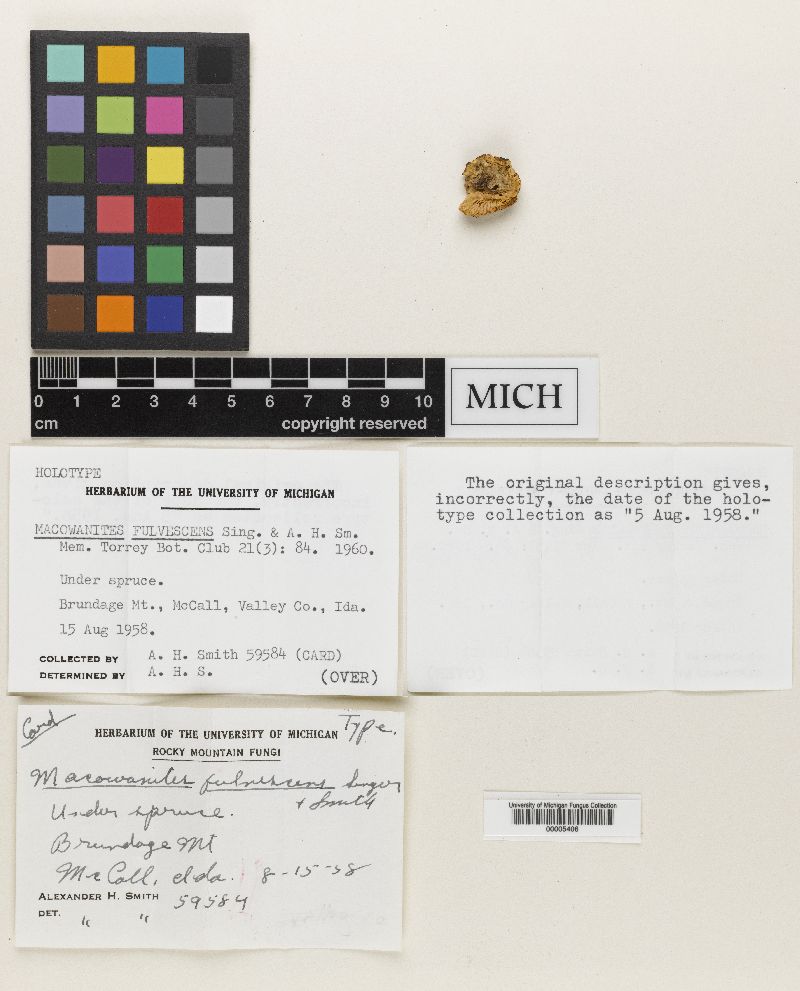 0 1 2 3 4 5 6 7 8 9 10
cm copyright reserved
MICH
HOLOTYPE
HERBARIUM OF THE UNIVERSITY OF MICHIGAN
MACOWANITES FULVESCENS Sing. & A. H. Sm.
Mem. Torrey Bot. Club 21(3): 84. 1960.
Under spruce.
Brundage Mt., McCall, Valley Co., Ida.
15 Aug 1958.
COLLECTED BY A. H. Smith 59584 (CARD)
DETERMINED BY A. H. S. (OVER)
The original description gives,
incorrectly, the date of the holo-
type collection as "5 Aug. 1958."
Card
Type.
HERBARIUM OF THE UNIVERSITY OF MICHIGAN
ROCKY MOUNTAIN FUNGI
Macowanites fulvescens Singer
+ Smith
Under spruce.
Brundage Mt
McCall, Ida. 8-15-58
ALEXANDER H. SMITH 59584
DET. " "
University of Michigan Fungus Collection
00005406